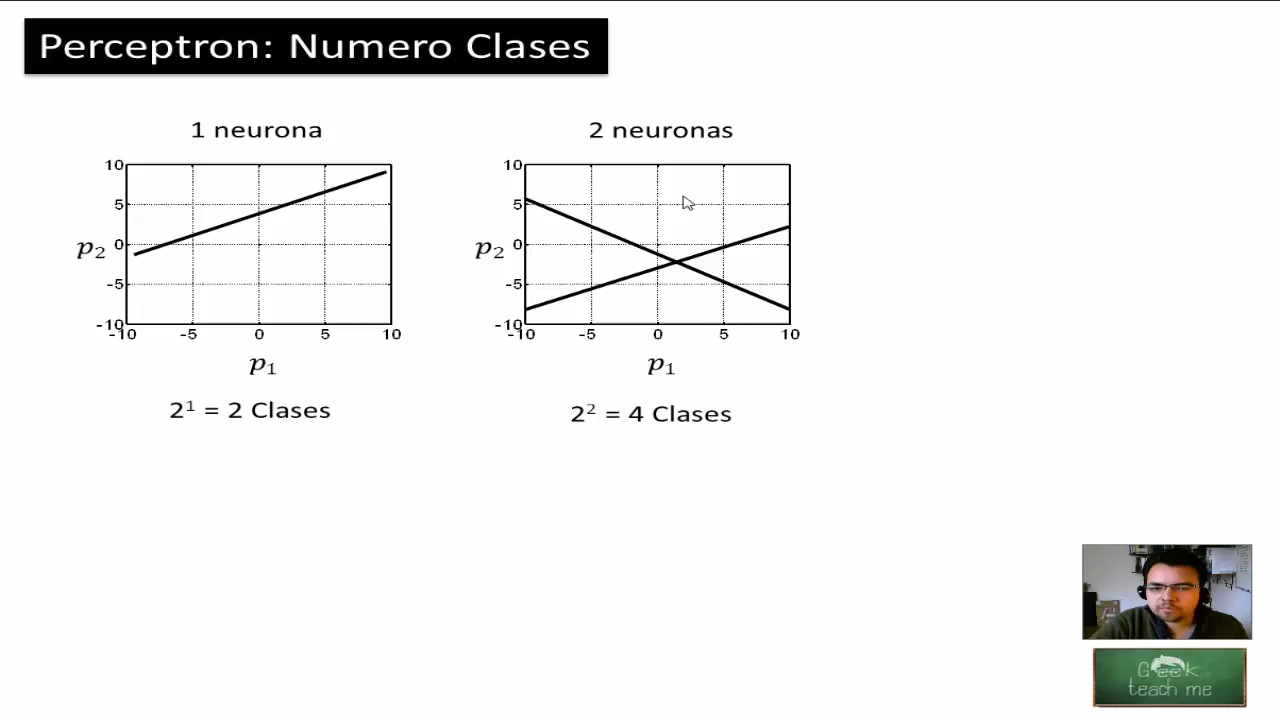 Perceptron: Numero Clases
1 neurona
10
5
p₂ 0
-5
-10
-10 -5 0 5 10
p₁
2¹ = 2 Clases
2 neuronas
10
5
p₂ 0
-5
-10
-10 -5 0 5 10
p₁
2² = 4 Clases
Geek
teach me